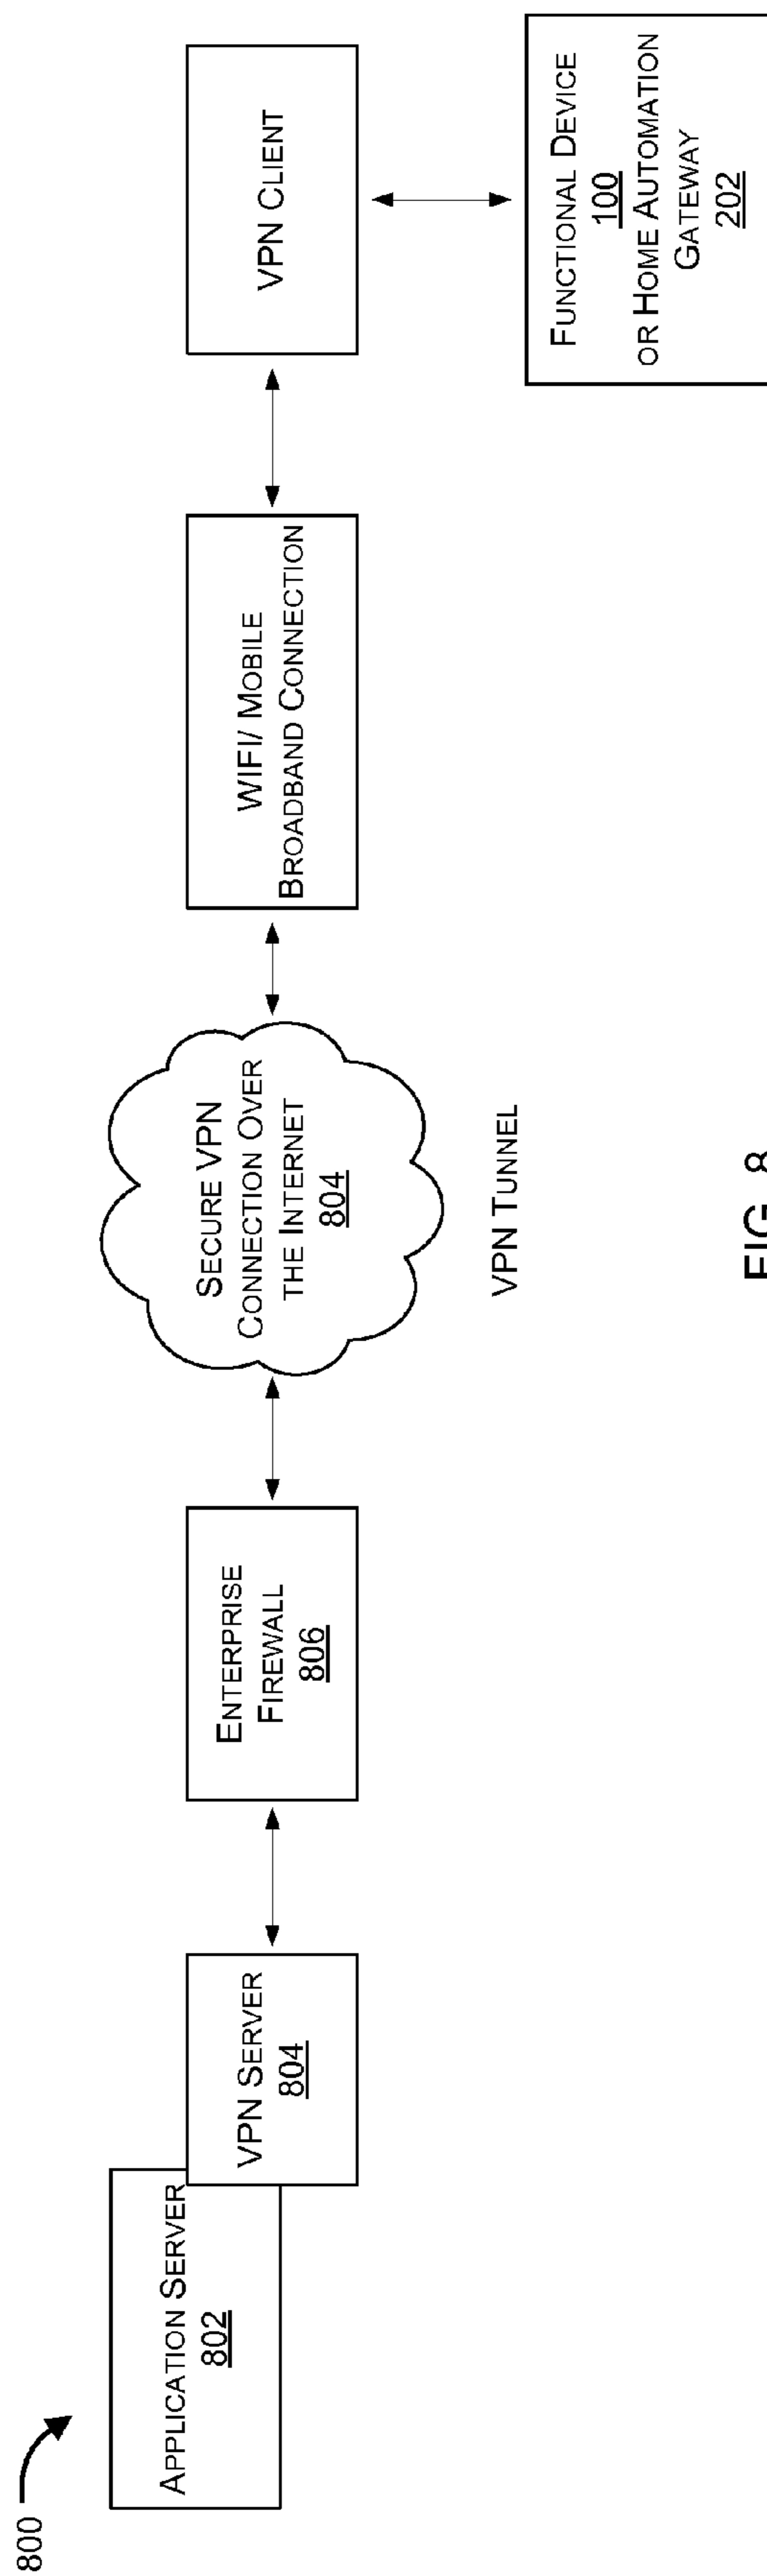 800
APPLICATION SERVER
802
VPN SERVER
804
ENTERPRISE
FIREWALL
806
SECURE VPN
CONNECTION OVER
THE INTERNET
804
VPN TUNNEL
WIFI/ MOBILE
BROADBAND CONNECTION
VPN CLIENT
FUNCTIONAL DEVICE
100
OR HOME AUTOMATION
GATEWAY
202
FIG. 8